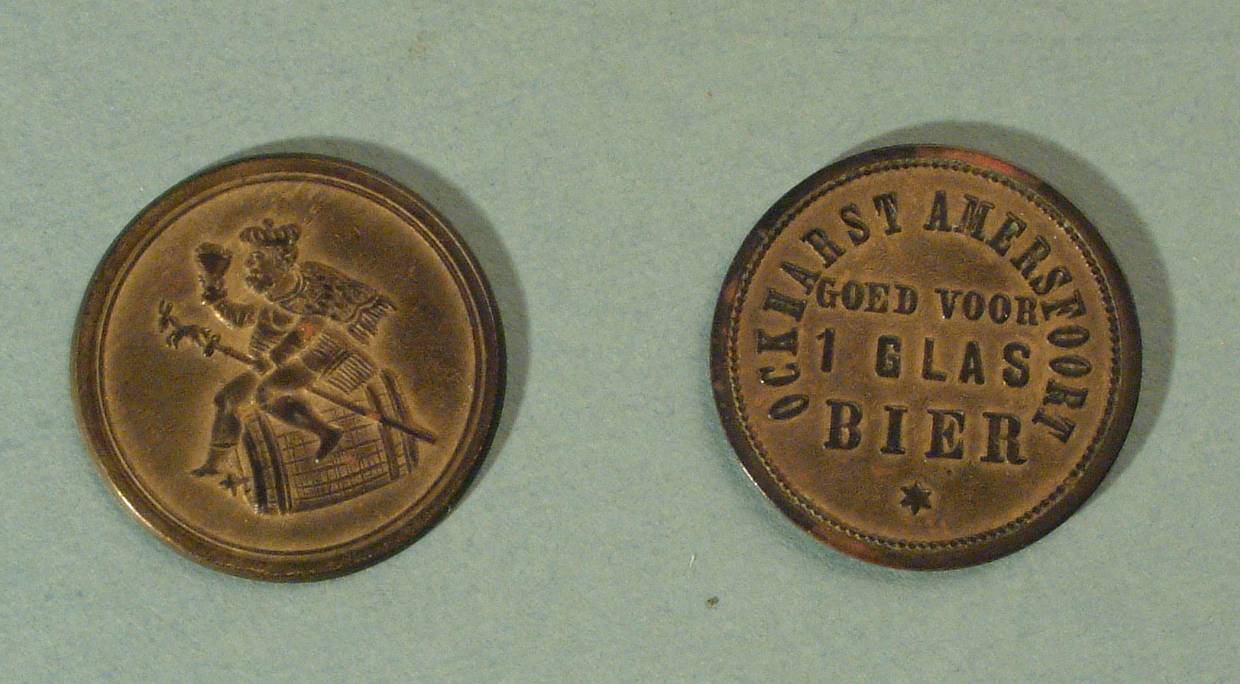 OCKHARST AMERSFOORT
GOED VOOR
1 GLAS
BIER